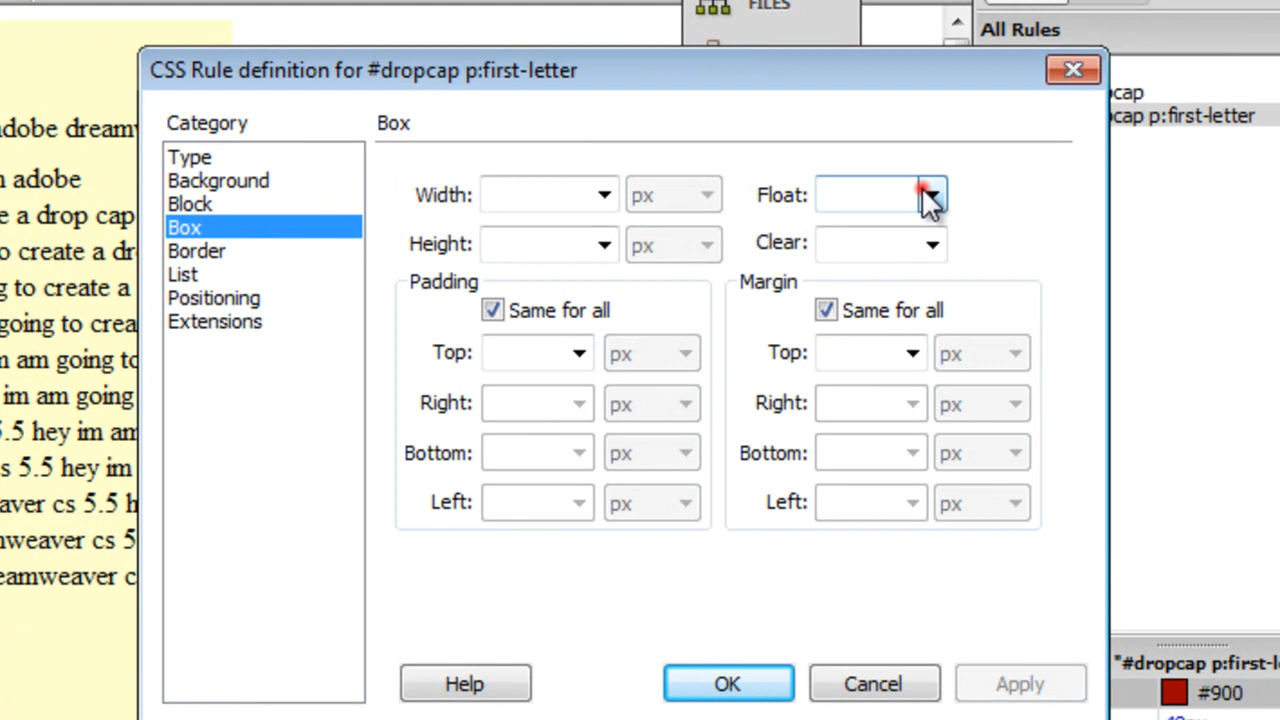 FILES
All Rules
CSS Rule definition for #dropcap p:first-letter
Category
Box
Type
Background
Block
Box
Border
List
Positioning
Extensions
Width:
px
Float:
Height:
px
Clear:
Padding
Same for all
Top:
px
Right:
px
Bottom:
px
Left:
px
Margin
Same for all
Top:
px
Right:
px
Bottom:
px
Left:
px
Help
OK
Cancel
Apply
pcap
cap p:first-letter
"#dropcap p:first-l
#900
adobe dream
n adobe
e a drop cap
to create a dr
g to create a
going to crea
m am going to
im am going
5.5 hey im am
s 5.5 hey im
aver cs 5.5 h
nweaver cs 5
eamweaver c